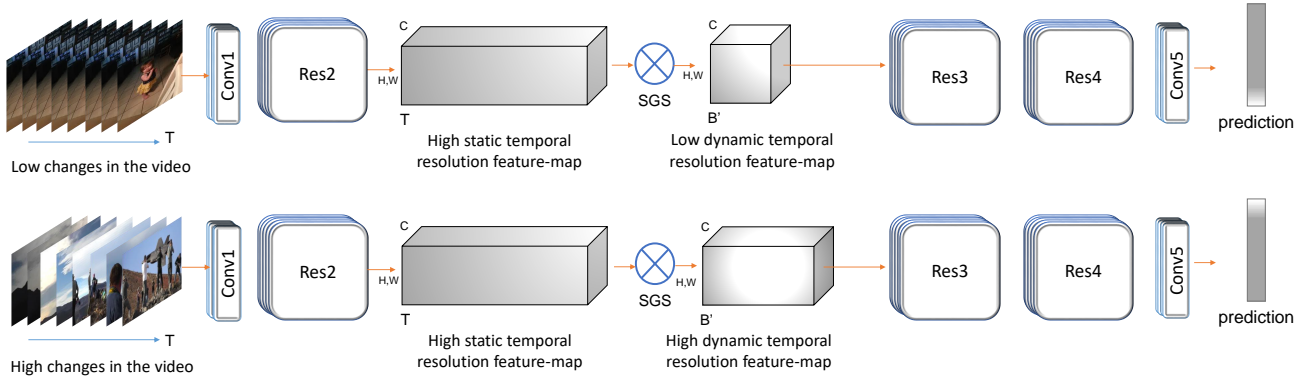 C
C
Conv1
Res2
H,W
SGS
H,W
Res3
Res4
Conv5
T
T
B'
prediction
Low changes in the video
High static temporal
resolution feature-map
Low dynamic temporal
resolution feature-map
C
C
Conv1
Res2
H,W
SGS
H,W
Res3
Res4
Conv5
T
T
B'
prediction
High changes in the video
High static temporal
resolution feature-map
High dynamic temporal
resolution feature-map